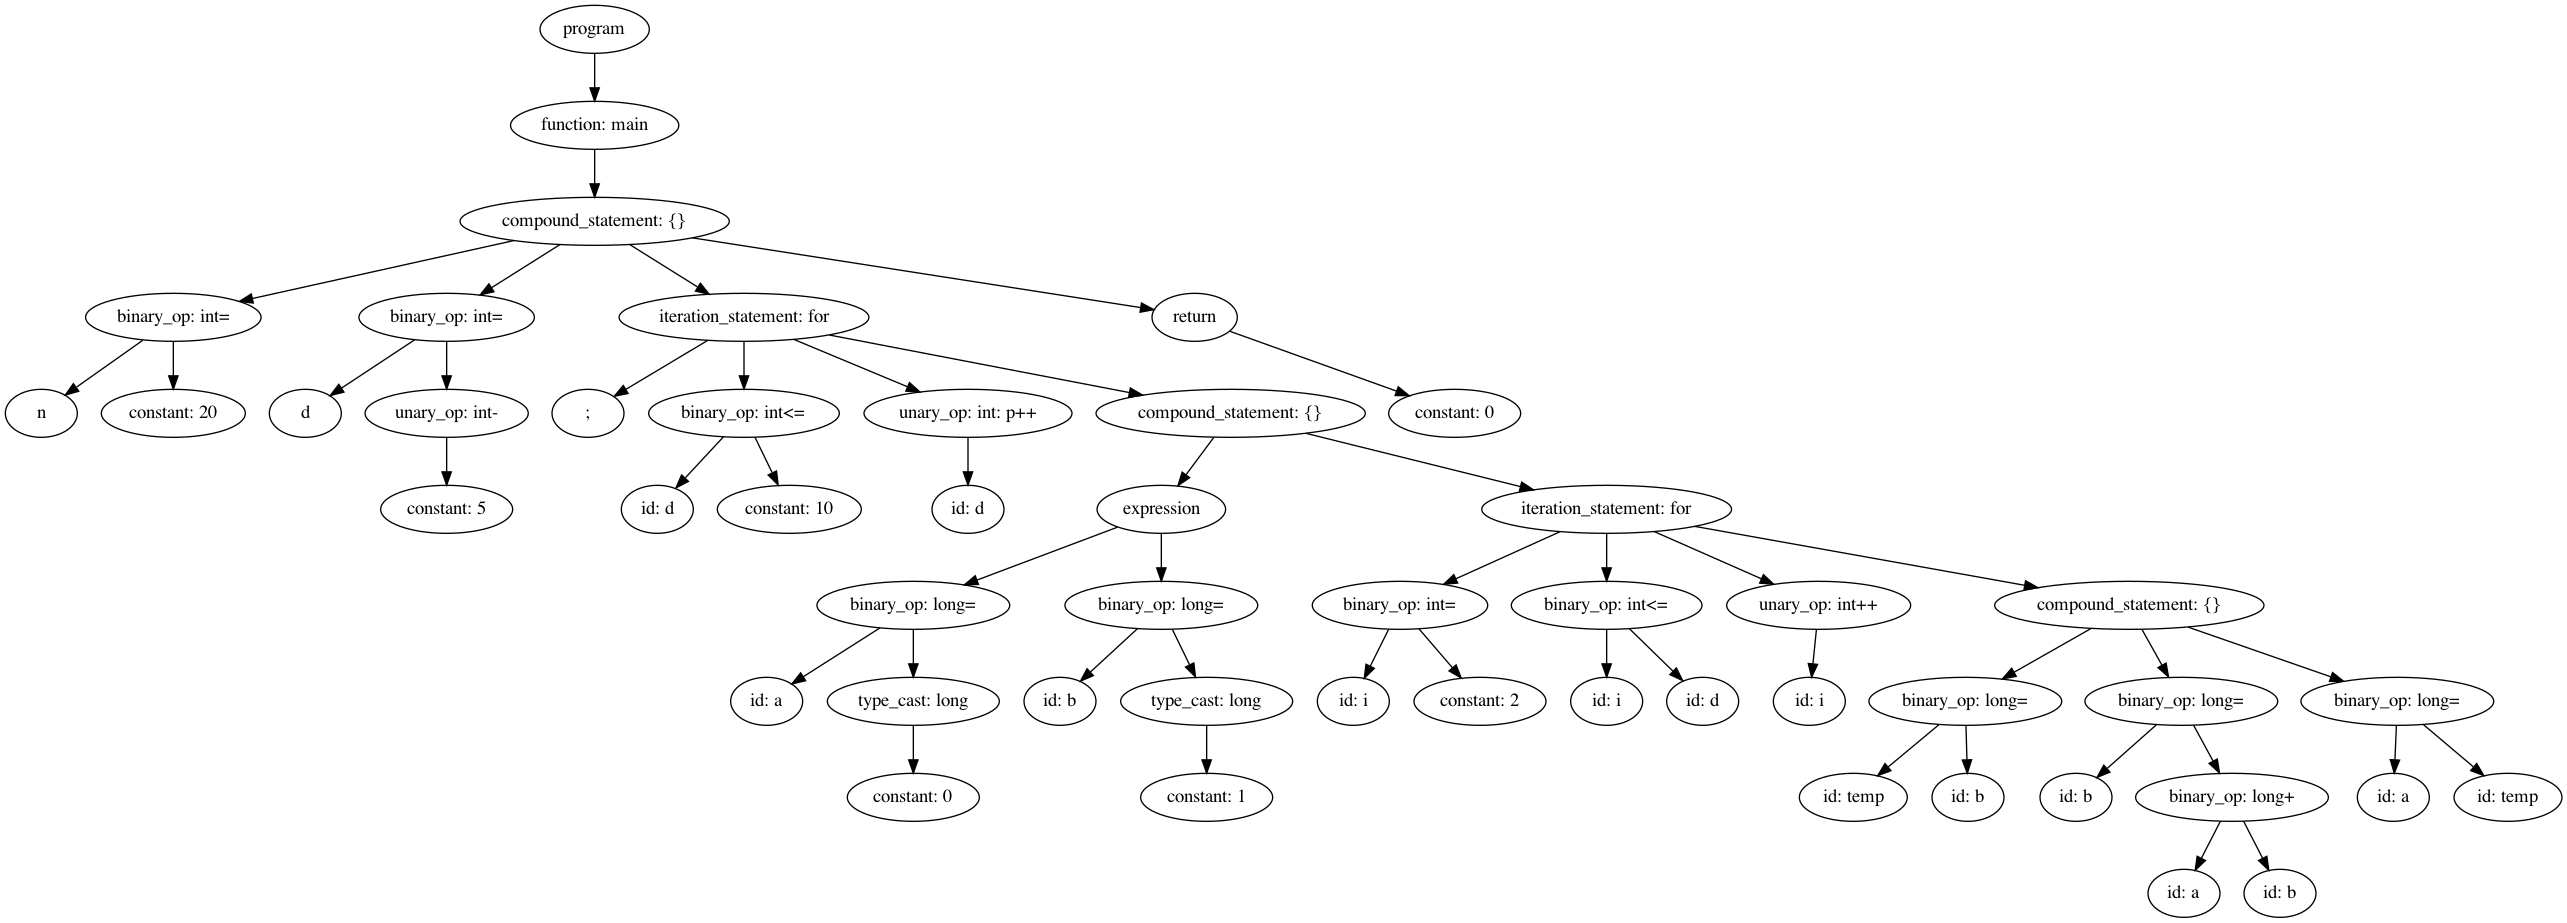 program
function: main
compound_statement: {}
binary_op: int=
binary_op: int=
iteration_statement: for
return
n
constant: 20
d
unary_op: int-
;
binary_op: int<=
unary_op: int: p++
compound_statement: {}
constant: 0
constant: 5
id: d
constant: 10
id: d
expression
iteration_statement: for
binary_op: long=
binary_op: long=
binary_op: int=
binary_op: int<=
unary_op: int++
compound_statement: {}
id: a
type_cast: long
id: b
type_cast: long
id: i
constant: 2
id: i
id: d
id: i
binary_op: long=
binary_op: long=
binary_op: long=
constant: 0
constant: 1
id: temp
id: b
id: b
binary_op: long+
id: a
id: temp
id: a
id: b